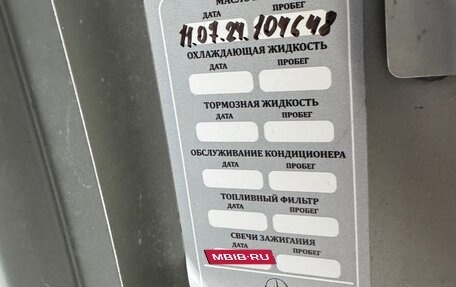 МАСЛО
ДАТА ПРОБЕГ
11.07.24. 104648
ОХЛАЖДАЮЩАЯ ЖИДКОСТЬ
ДАТА ПРОБЕГ
ТОРМОЗНАЯ ЖИДКОСТЬ
ДАТА ПРОБЕГ
ОБСЛУЖИВАНИЕ КОНДИЦИОНЕРА
ДАТА ПРОБЕГ
ТОПЛИВНЫЙ ФИЛЬТР
ДАТА ПРОБЕГ
СВЕЧИ ЗАЖИГАНИЯ
ДАТА ПРОБЕГ
MBIB.RU